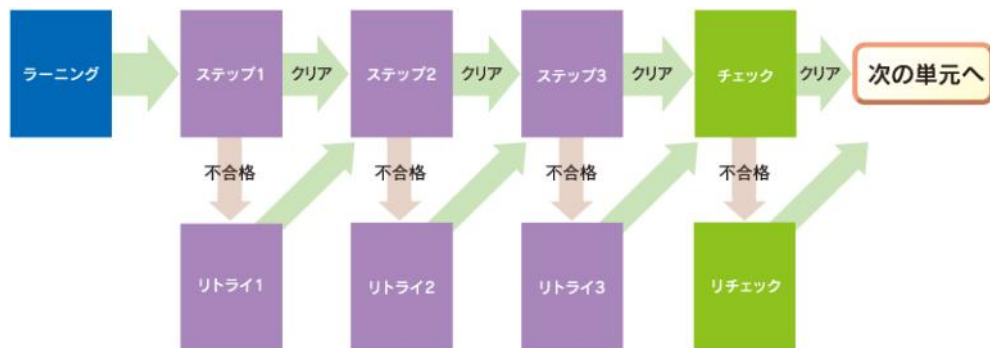 ラーニング
ステップ1
クリア
ステップ2
クリア
ステップ3
クリア
チェック
クリア
次の単元へ
不合格
不合格
不合格
不合格
リトライ1
リトライ2
リトライ3
リチェック